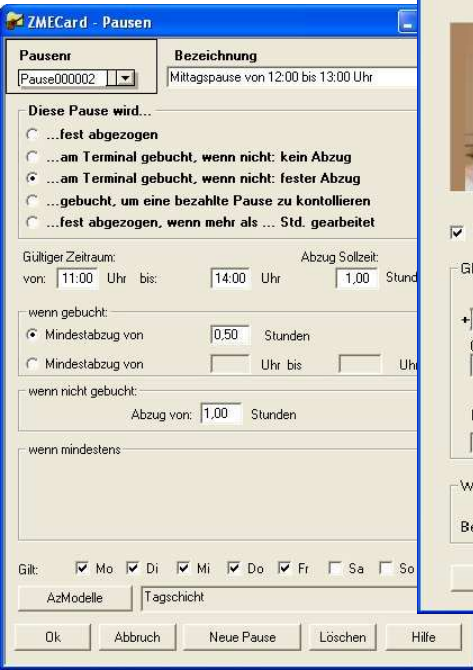 ZMECard - Pausen
Pausenr Bezeichnung
Pause000002 Mittagspause von 12:00 bis 13:00 Uhr
Diese Pause wird...
...fest abgezogen
...am Terminal gebucht, wenn nicht: kein Abzug
...am Terminal gebucht, wenn nicht: fester Abzug
...gebucht, um eine bezahlte Pause zu kontollieren
...fest abgezogen, wenn mehr als ... Std. gearbeitet
Gültiger Zeitraum: Abzug Sollzeit:
von: 11:00 Uhr bis: 14:00 Uhr 1,00 Stund
wenn gebucht:
Mindestabzug von 0,50 Stunden
Mindestabzug von Uhr bis Uh
wenn nicht gebucht:
Abzug von: 1,00 Stunden
wenn mindestens
Gilt: Mo Di Mi Do Fr Sa So
AzModelle Tagschicht
Ok Abbruch Neue Pause Löschen Hilfe